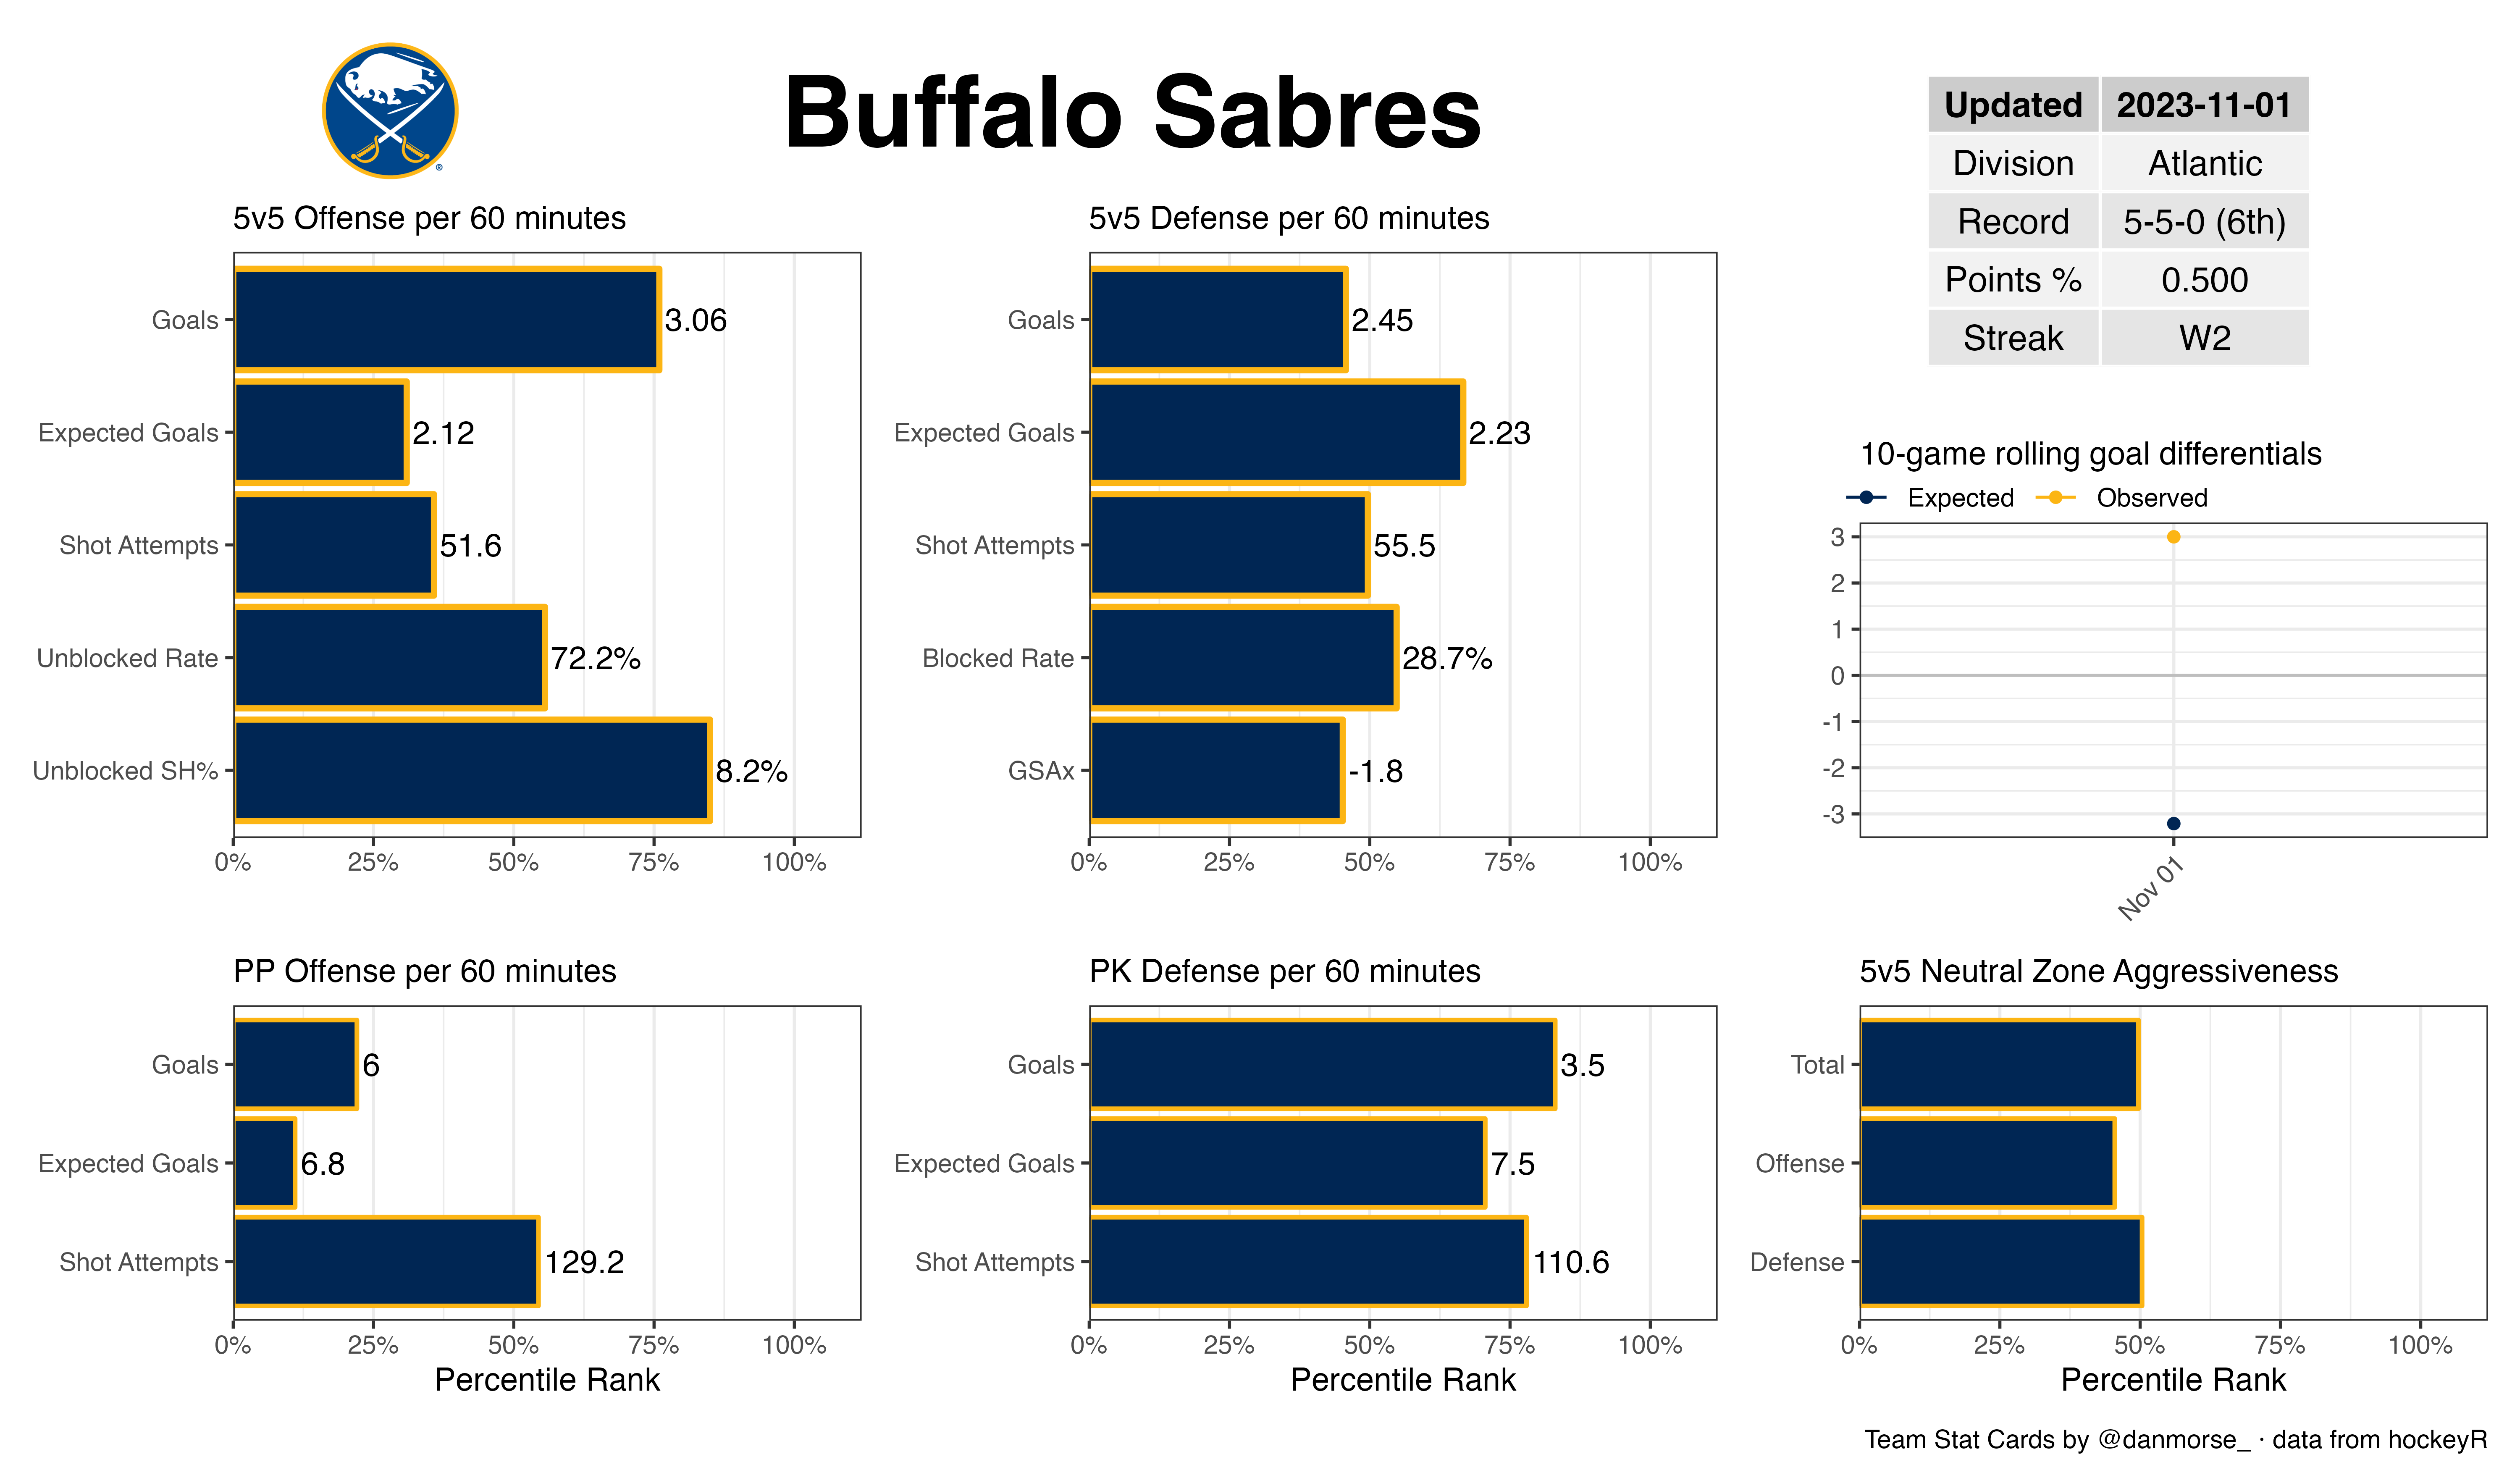 Buffalo Sabres
®
Updated 2023-11-01
Division Atlantic
Record 5-5-0 (6th)
Points % 0.500
Streak W2
5v5 Offense per 60 minutes
Goals 3.06
Expected Goals 2.12
Shot Attempts 51.6
Unblocked Rate 72.2%
Unblocked SH% 8.2%
0% 25% 50% 75% 100%
5v5 Defense per 60 minutes
Goals 2.45
Expected Goals 2.23
Shot Attempts 55.5
Blocked Rate 28.7%
GSAx -1.8
0% 25% 50% 75% 100%
10-game rolling goal differentials
Expected Observed
3
2
1
0
-1
-2
-3
Nov 01
PP Offense per 60 minutes
Goals 6
Expected Goals 6.8
Shot Attempts 129.2
0% 25% 50% 75% 100%
Percentile Rank
PK Defense per 60 minutes
Goals 3.5
Expected Goals 7.5
Shot Attempts 110.6
0% 25% 50% 75% 100%
Percentile Rank
5v5 Neutral Zone Aggressiveness
Total
Offense
Defense
0% 25% 50% 75% 100%
Percentile Rank
Team Stat Cards by @danmorse_ · data from hockeyR